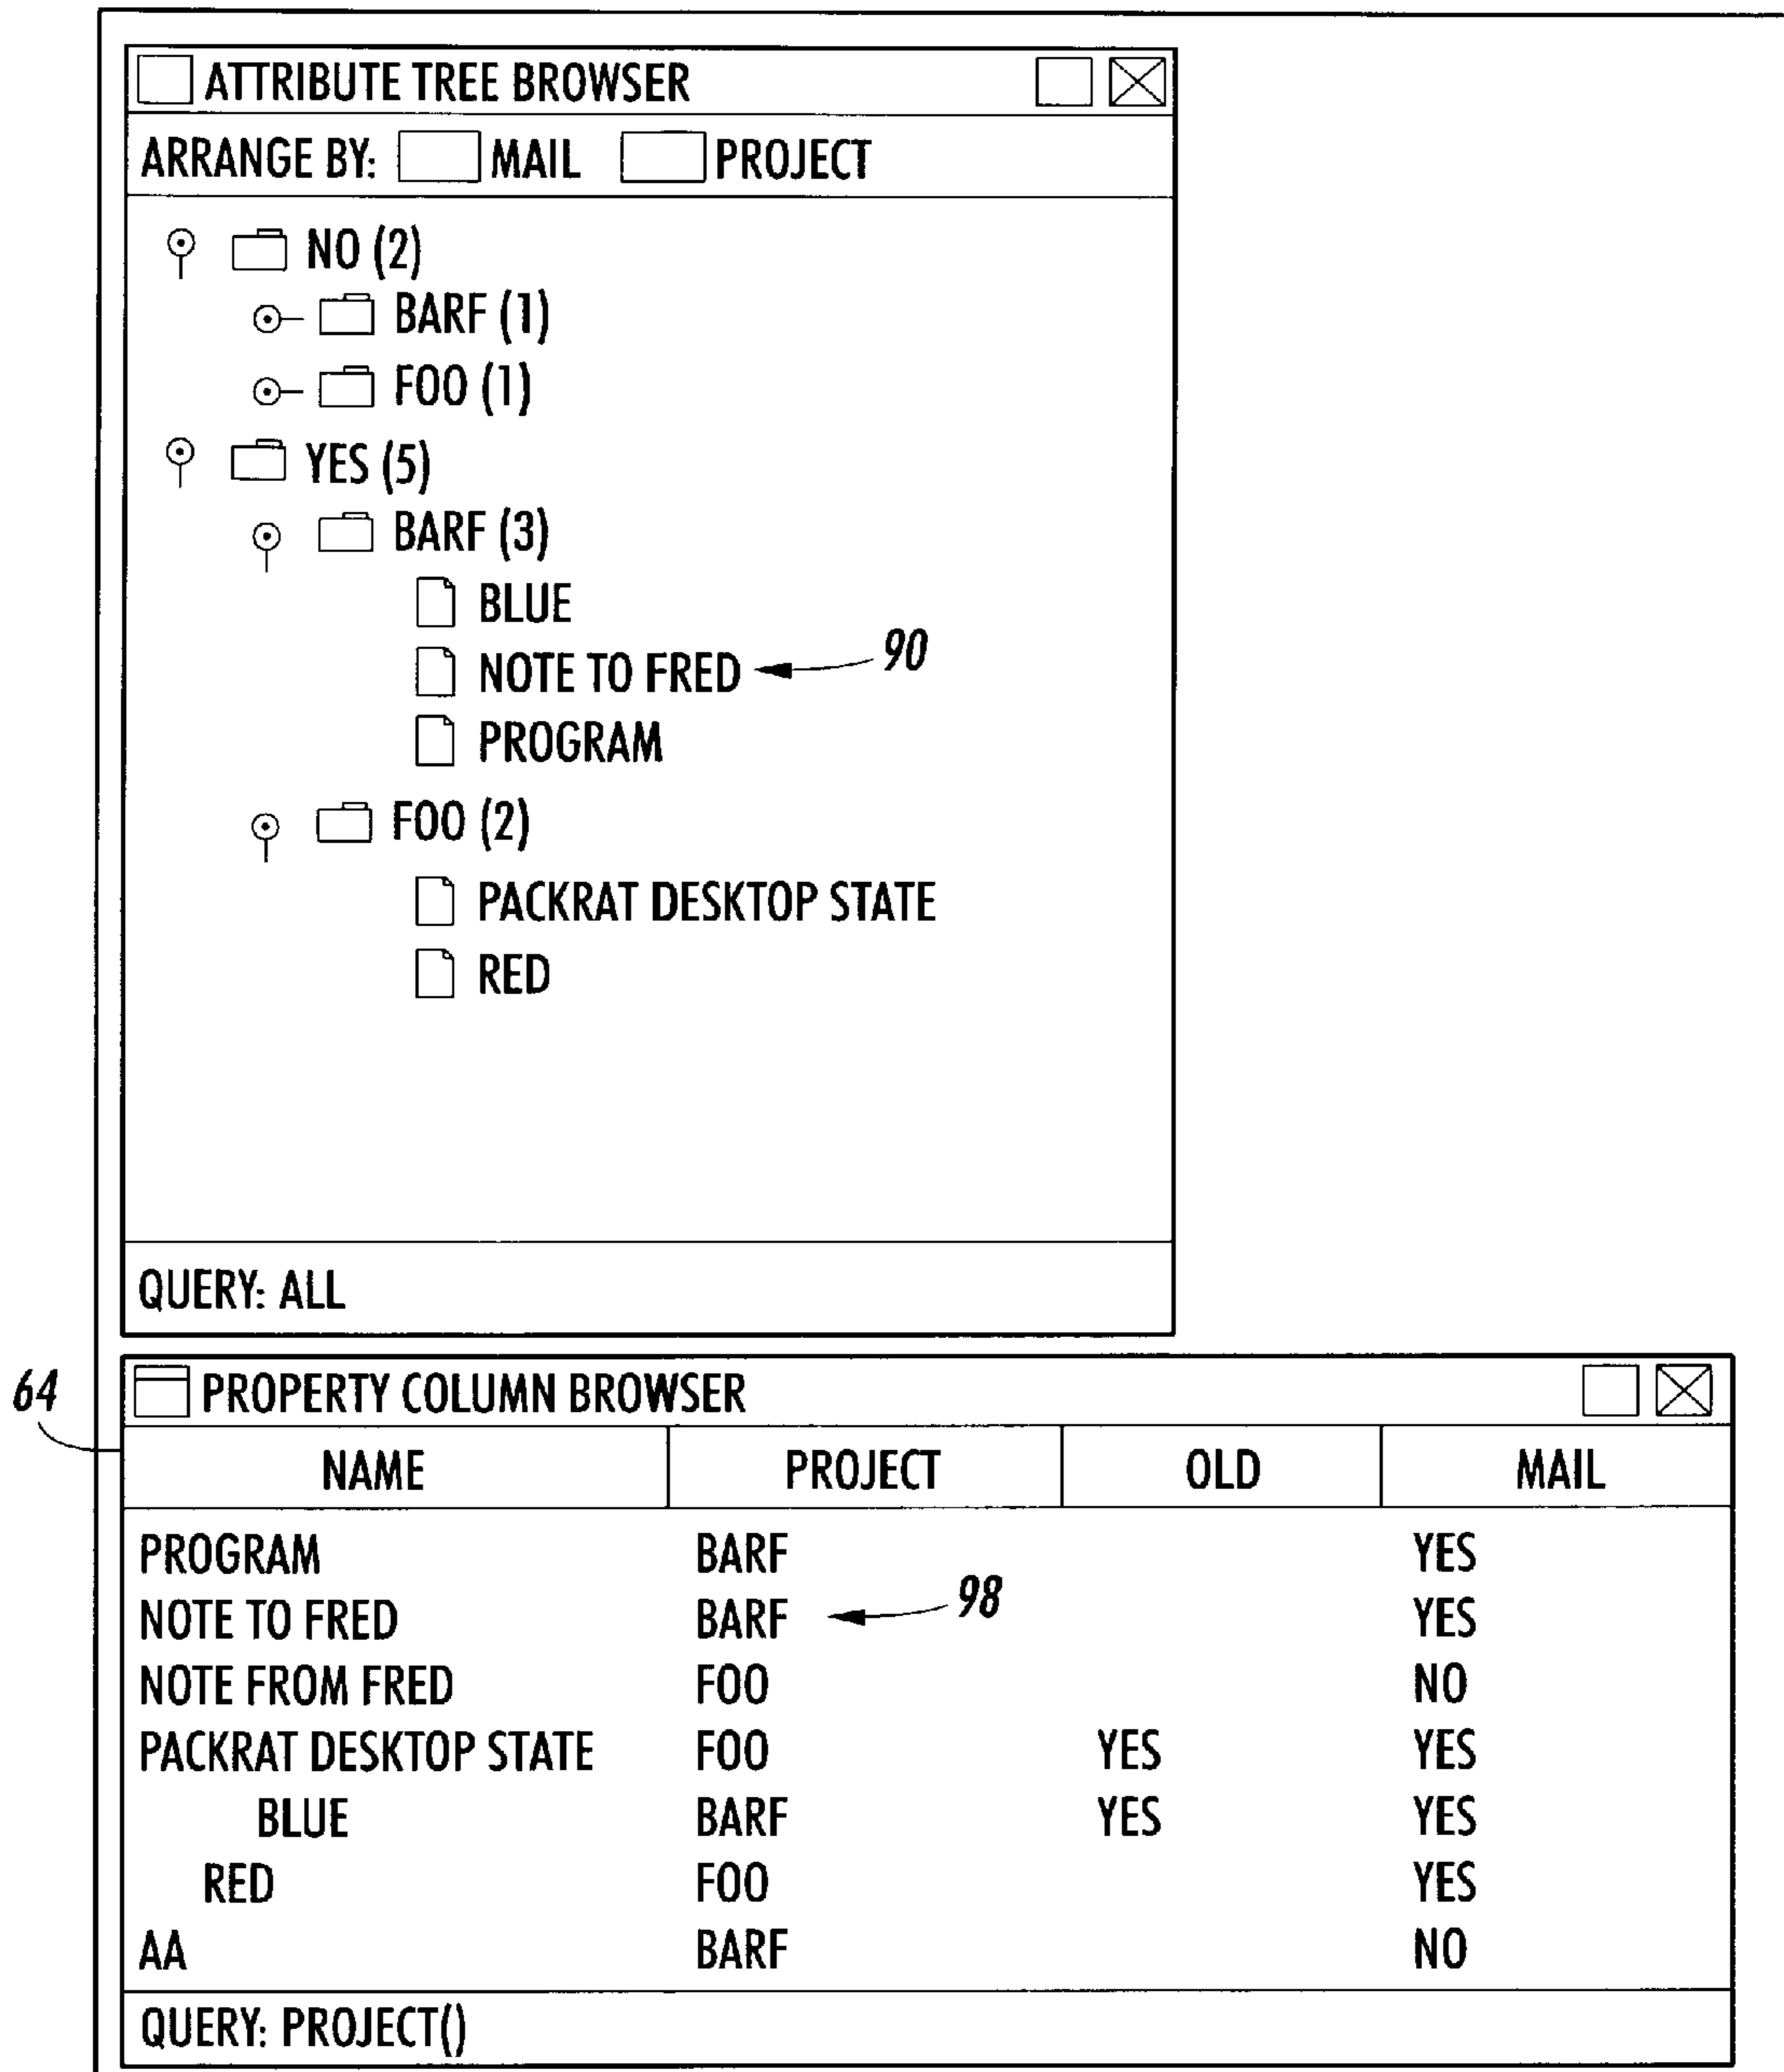 ATTRIBUTE TREE BROWSER
ARRANGE BY: MAIL PROJECT
NO (2)
BARF (1)
FOO (1)
YES (5)
BARF (3)
BLUE
NOTE TO FRED 90
PROGRAM
FOO (2)
PACKRAT DESKTOP STATE
RED
QUERY: ALL
64
PROPERTY COLUMN BROWSER
NAME PROJECT OLD MAIL
PROGRAM BARF YES
NOTE TO FRED BARF 98 YES
NOTE FROM FRED FOO NO
PACKRAT DESKTOP STATE FOO YES YES
BLUE BARF YES YES
RED FOO YES
AA BARF NO
QUERY: PROJECT()